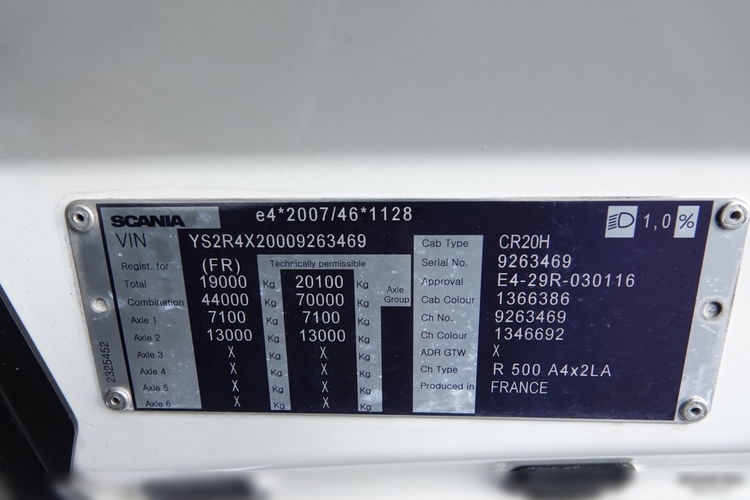 SCANIA e4*2007/46*1128 1,0 %
VIN YS2R4X20009263469 Cab Type CR20H
Regist. for (FR) Technically permissible Serial No. 9263469
Total 19000 Kg 20100 Kg Axle Group Approval E4-29R-030116
Combination 44000 Kg 70000 Kg Cab Colour 1366386
Axle 1 7100 Kg 7100 Kg Ch No. 9263469
Axle 2 13000 Kg 13000 Kg Ch Colour 1346692
Axle 3 X Kg X Kg ADR GTW X
Axle 4 X Kg X Kg Ch Type R 500 A4x2LA
Axle 5 X Kg X Kg Produced in FRANCE
Axle 6 X Kg X Kg
2325452